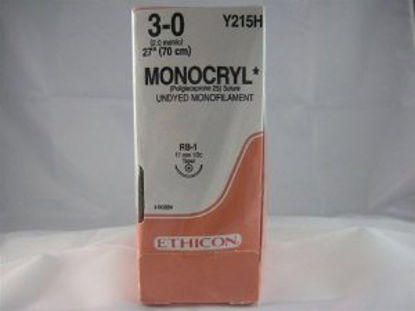 3-0 Y215H
(2.0 metric)
27" (70 cm)
MONOCRYL*
(Poliglecaprone 25) Suture
UNDYED MONOFILAMENT
RB-1
17 mm 1/2c
Taper
ETHICON